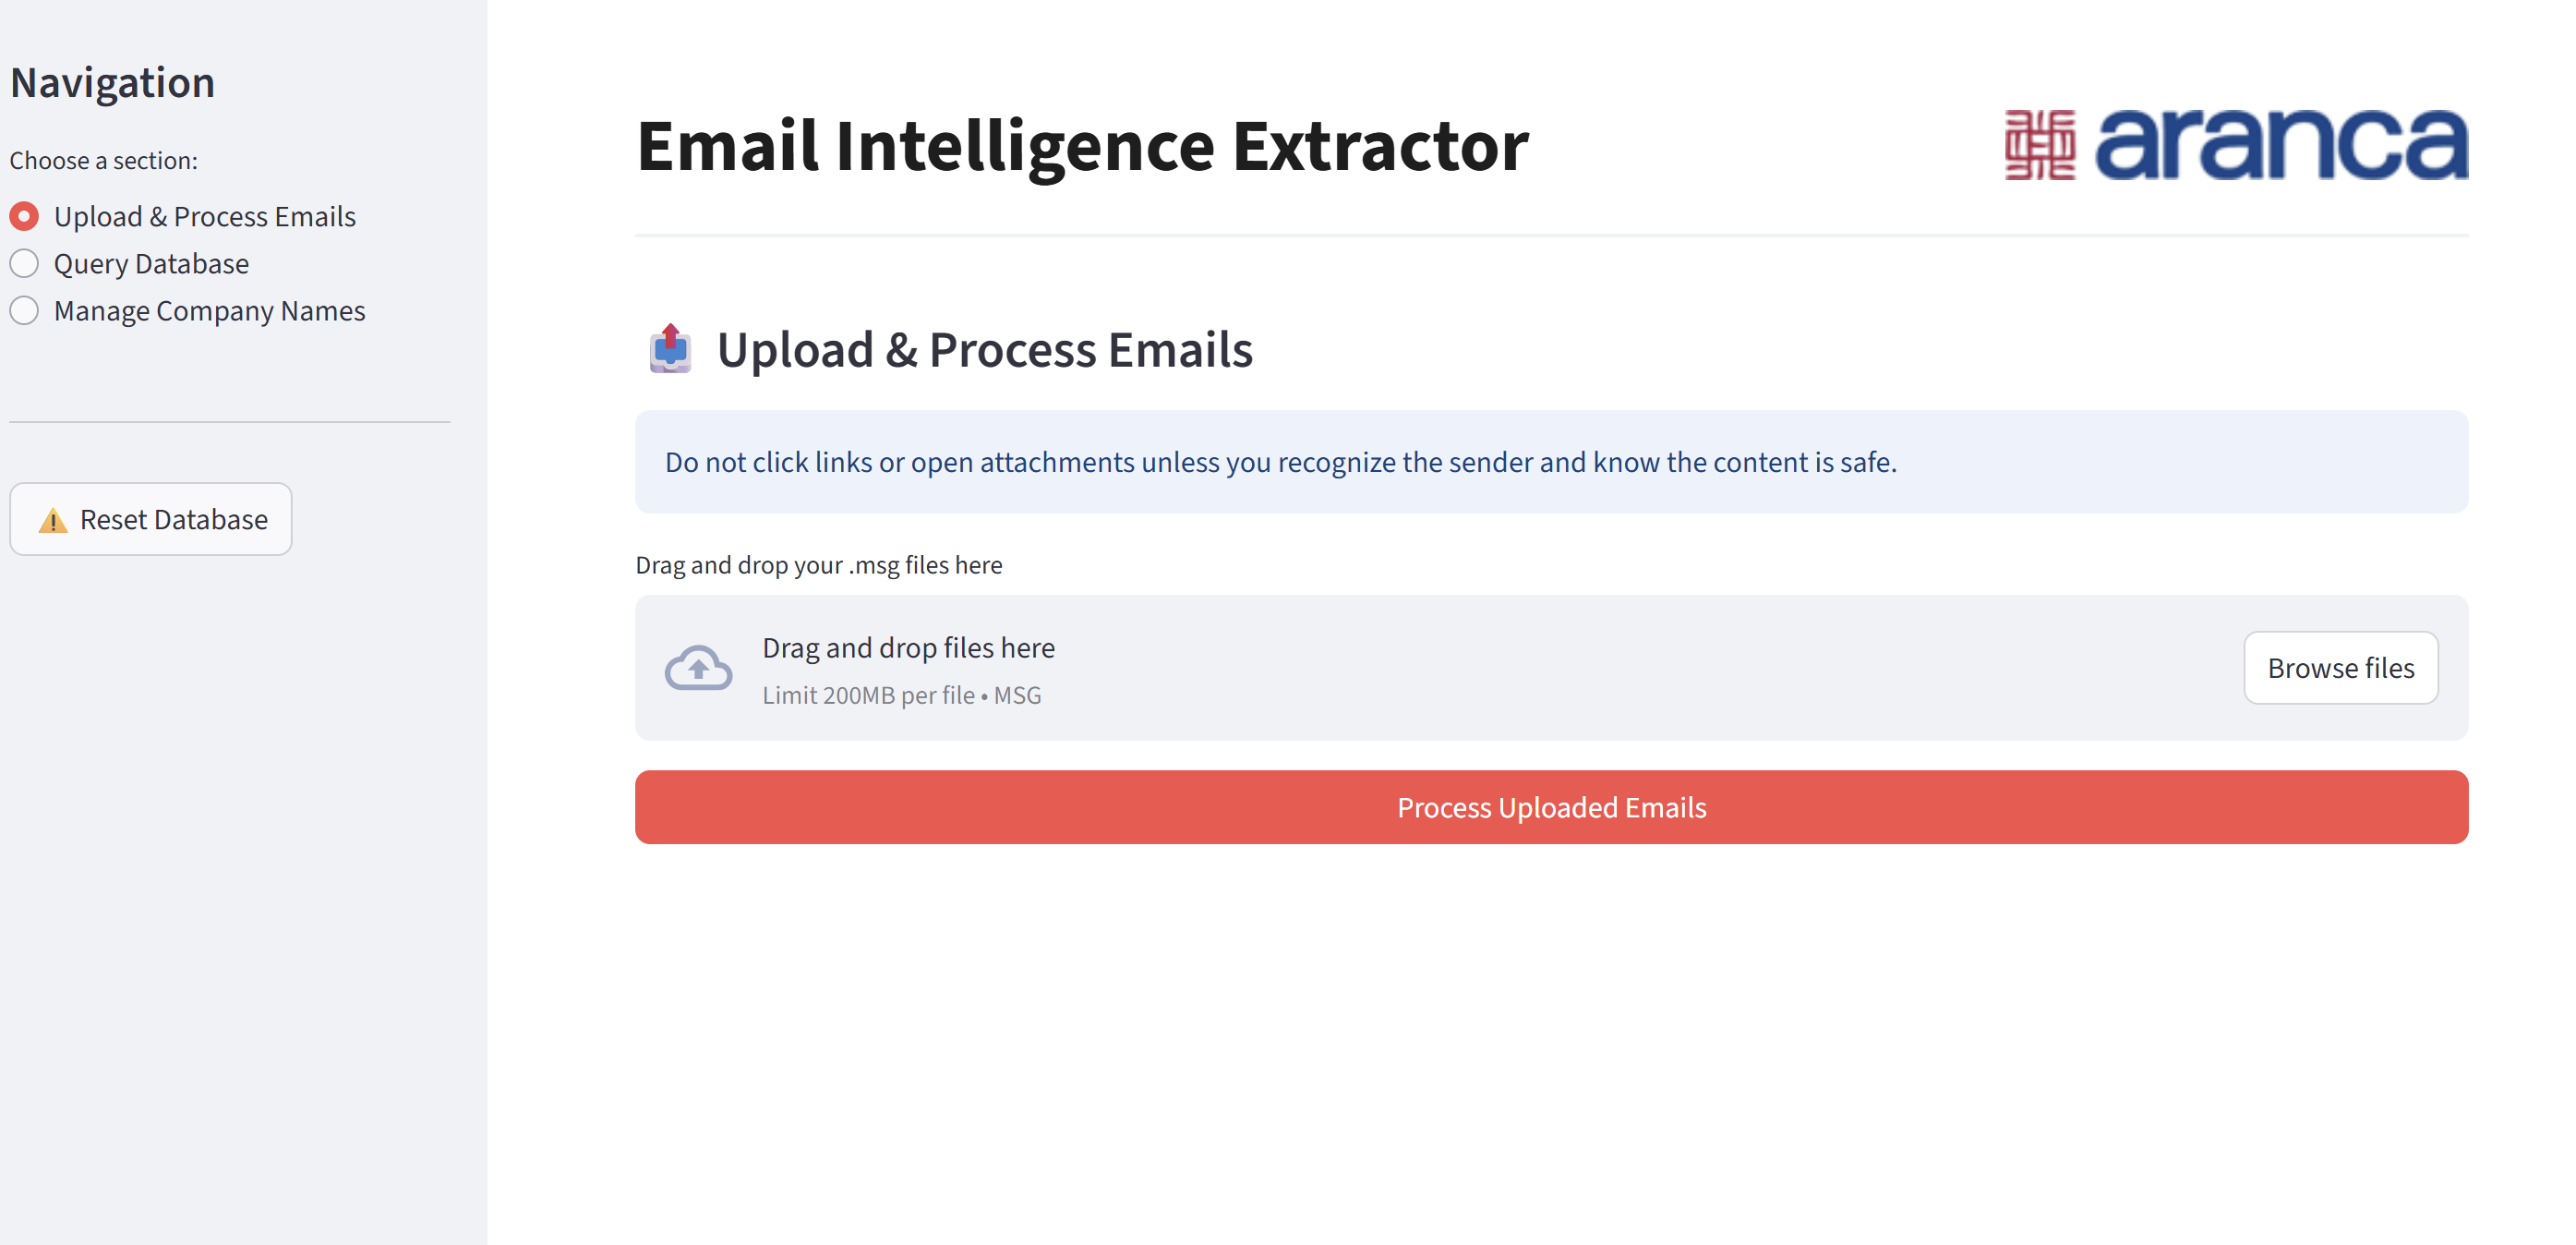 Navigation
Choose a section:
Upload & Process Emails
Query Database
Manage Company Names
Reset Database
Email Intelligence Extractor
aranca
Upload & Process Emails
Do not click links or open attachments unless you recognize the sender and know the content is safe.
Drag and drop your .msg files here
Drag and drop files here
Limit 200MB per file • MSG
Browse files
Process Uploaded Emails